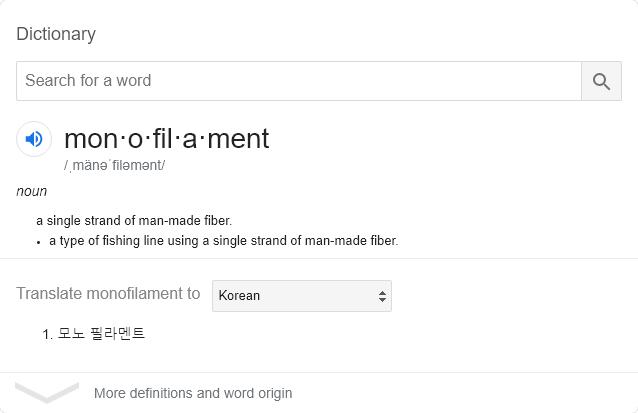 Dictionary
Search for a word
mon·o·fil·a·ment
/ˌmänəˈfiləmənt/
noun
a single strand of man-made fiber.
• a type of fishing line using a single strand of man-made fiber.
Translate monofilament to Korean
1. 모노 필라멘트
More definitions and word origin